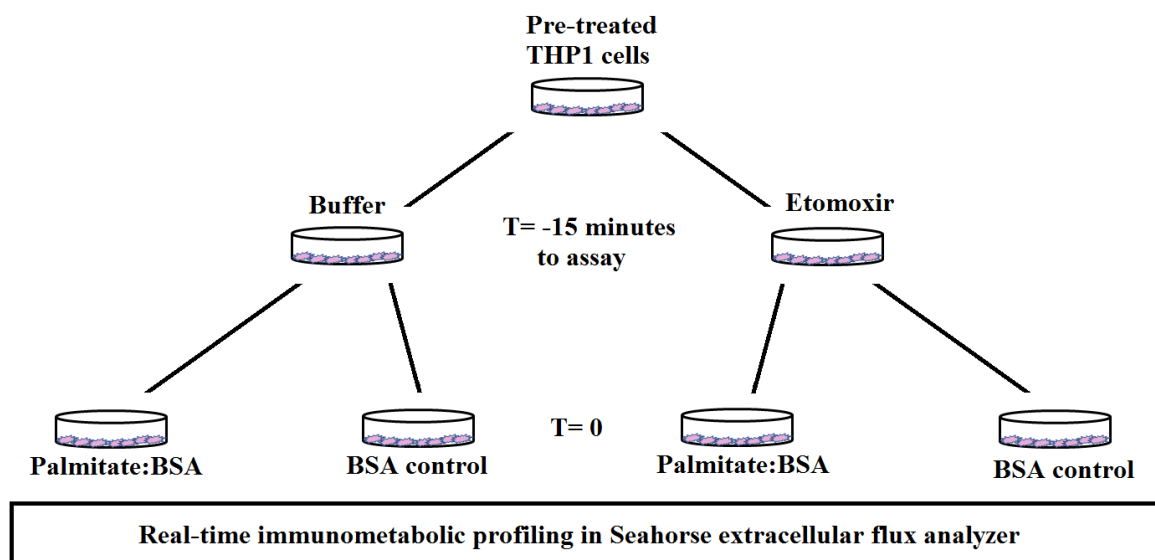 Pre-treated
THP1 cells
Buffer
Etomoxir
T= -15 minutes
to assay
T= 0
Palmitate:BSA
BSA control
Palmitate:BSA
BSA control
Real-time immunometabolic profiling in Seahorse extracellular flux analyzer